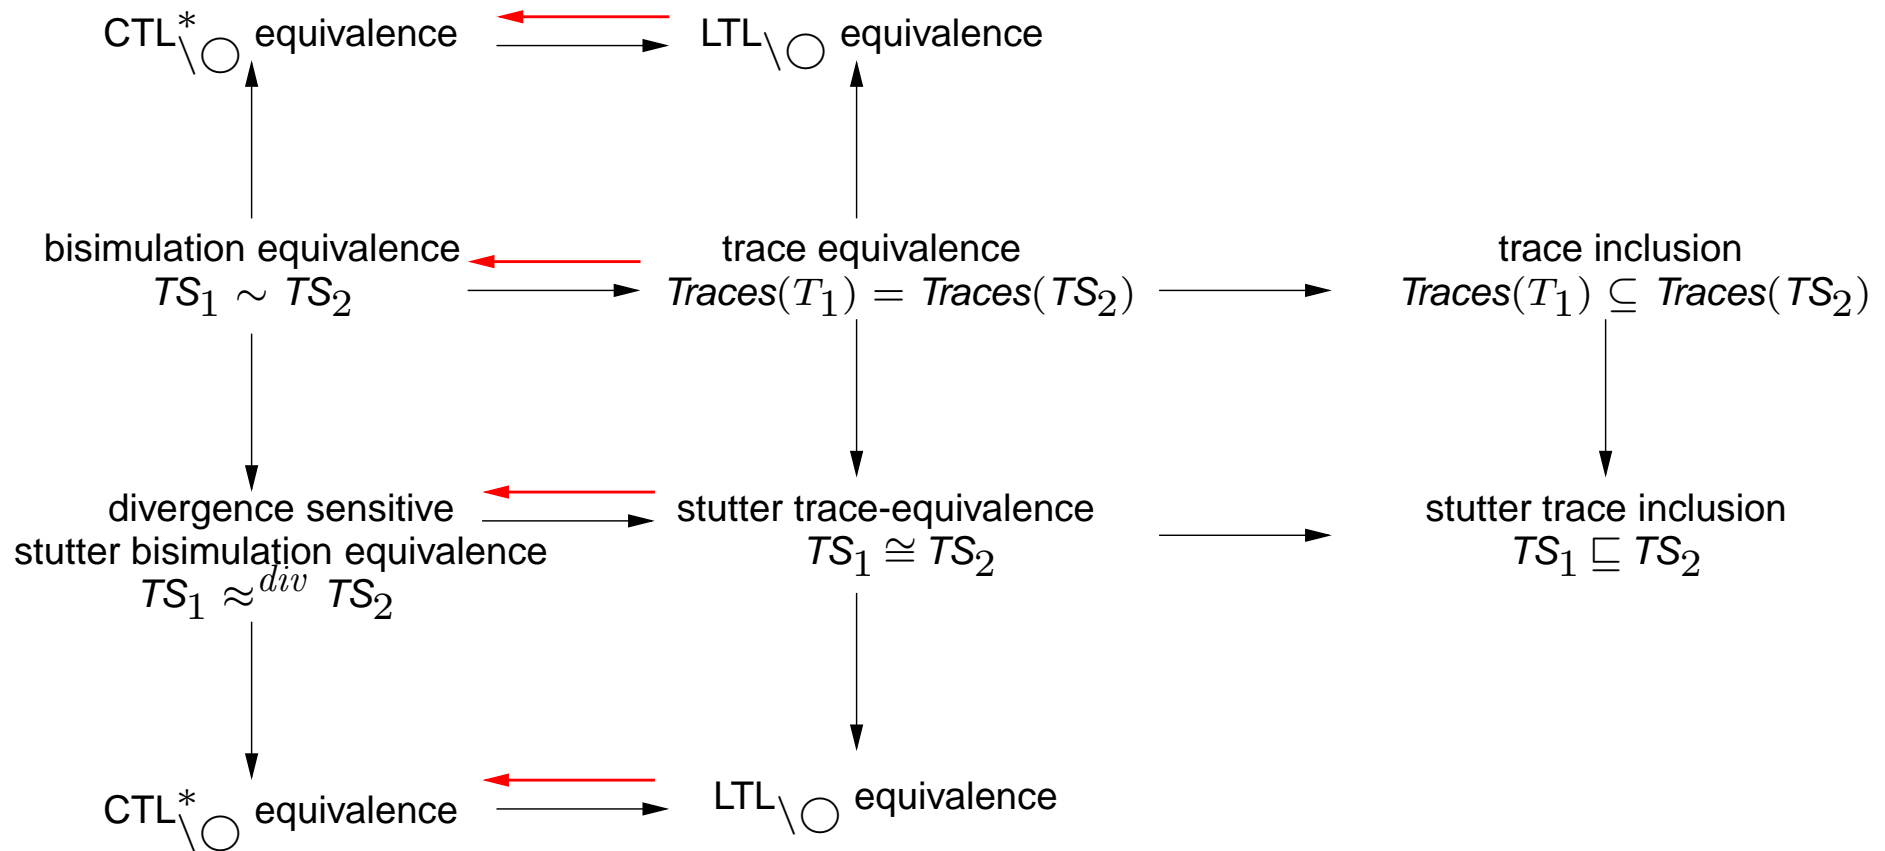 CTL*\◯ equivalence
LTL\◯ equivalence
bisimulation equivalence
TS1 ∼ TS2
trace equivalence
Traces(T1) = Traces(TS2)
trace inclusion
Traces(T1) ⊆ Traces(TS2)
divergence sensitive
stutter bisimulation equivalence
TS1 ≈div TS2
stutter trace-equivalence
TS1 ≅ TS2
stutter trace inclusion
TS1 ⊑ TS2
CTL*\◯ equivalence
LTL\◯ equivalence